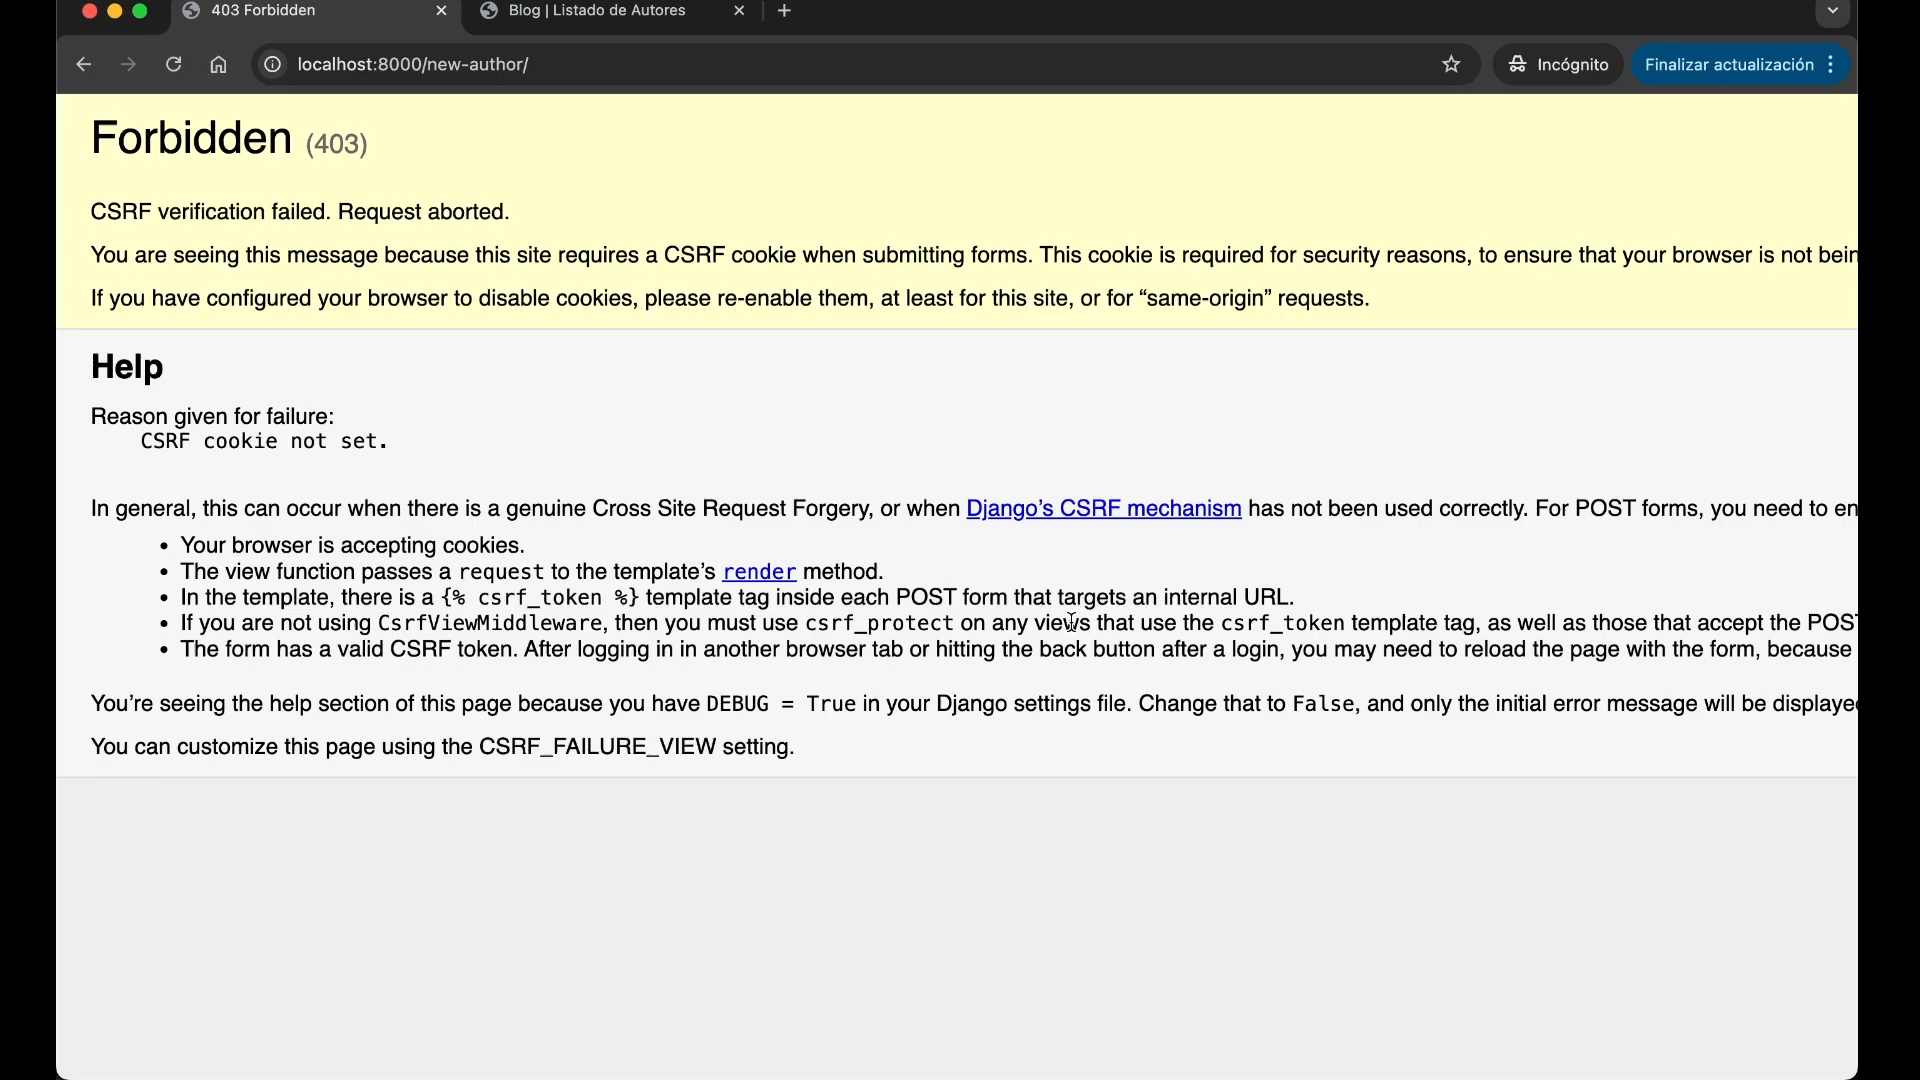 403 Forbidden
Blog | Listado de Autores
localhost:8000/new-author/
Incógnito
Finalizar actualización
Forbidden (403)
CSRF verification failed. Request aborted.
You are seeing this message because this site requires a CSRF cookie when submitting forms. This cookie is required for security reasons, to ensure that your browser is not bein
If you have configured your browser to disable cookies, please re-enable them, at least for this site, or for “same-origin” requests.
Help
Reason given for failure:
CSRF cookie not set.
In general, this can occur when there is a genuine Cross Site Request Forgery, or when Django’s CSRF mechanism has not been used correctly. For POST forms, you need to en
• Your browser is accepting cookies.
• The view function passes a request to the template’s render method.
• In the template, there is a {% csrf_token %} template tag inside each POST form that targets an internal URL.
• If you are not using CsrfViewMiddleware, then you must use csrf_protect on any views that use the csrf_token template tag, as well as those that accept the POST
• The form has a valid CSRF token. After logging in in another browser tab or hitting the back button after a login, you may need to reload the page with the form, because
You’re seeing the help section of this page because you have DEBUG = True in your Django settings file. Change that to False, and only the initial error message will be displayed
You can customize this page using the CSRF_FAILURE_VIEW setting.